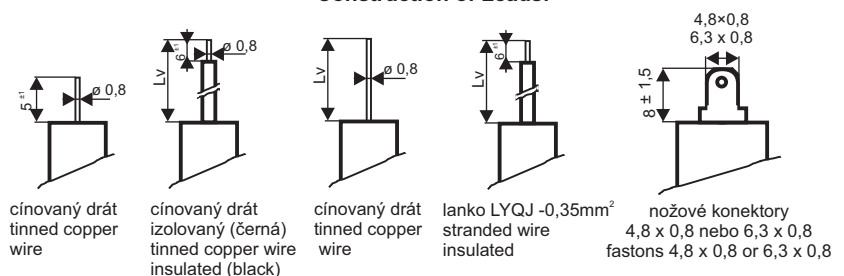 5 ±1
ø 0,8
cínovaný drát
tinned copper
wire
Lv
6 ±1
ø 0,8
cínovaný drát
izolovaný (černá)
tinned copper wire
insulated (black)
Lv
ø 0,8
cínovaný drát
tinned copper
wire
Lv
6 ±1
lanko LYQJ -0,35mm²
stranded wire
insulated
4,8×0,8
6,3 x 0,8
8 ± 1,5
nožové konektory
4,8 x 0,8 nebo 6,3 x 0,8
fastons 4,8 x 0,8 or 6,3 x 0,8